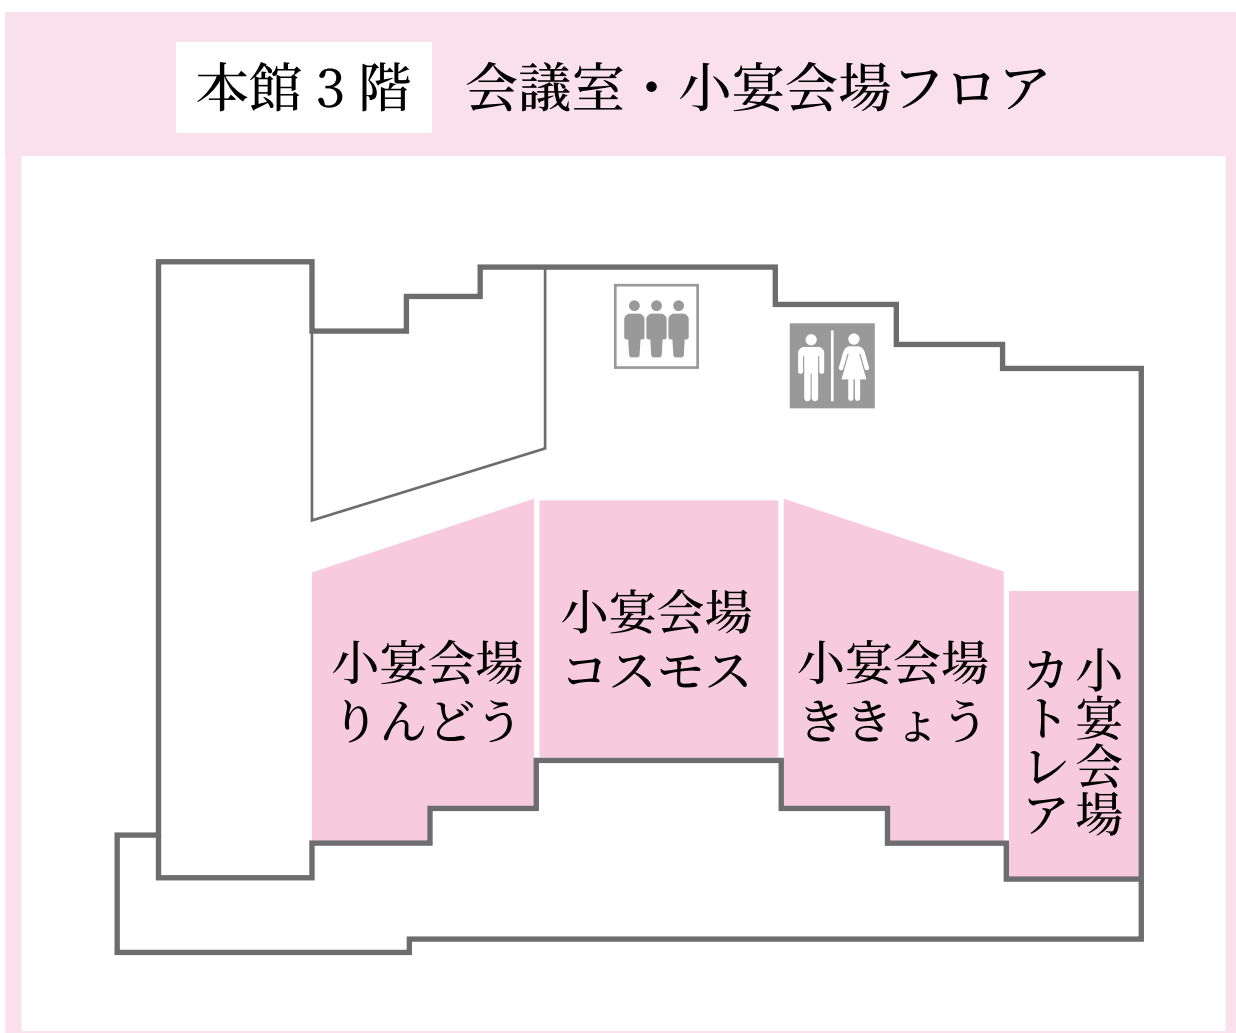 本館3階
会議室・小宴会場フロア
小宴会場
りんどう
小宴会場
コスモス
小宴会場
ききょう
小宴会場
カトレア